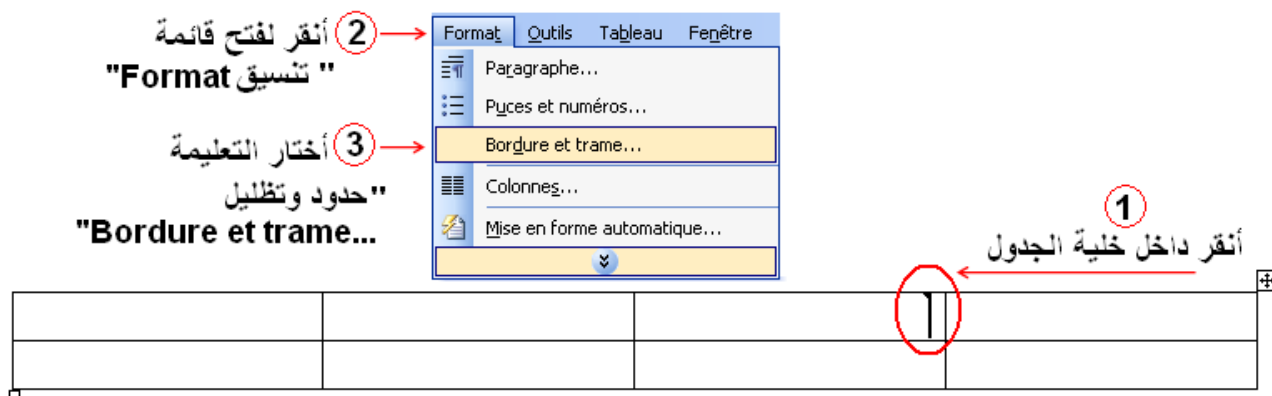 ② أنقر لفتح قائمة
" تنسيق Format"
③ أختار التعليمة
"حدود وتظليل
Bordure et trame..."
Format Outils Tableau Fenêtre
Paragraphe...
Puces et numéros...
Bordure et trame...
Colonnes...
Mise en forme automatique...
①
أنقر داخل خلية الجدول